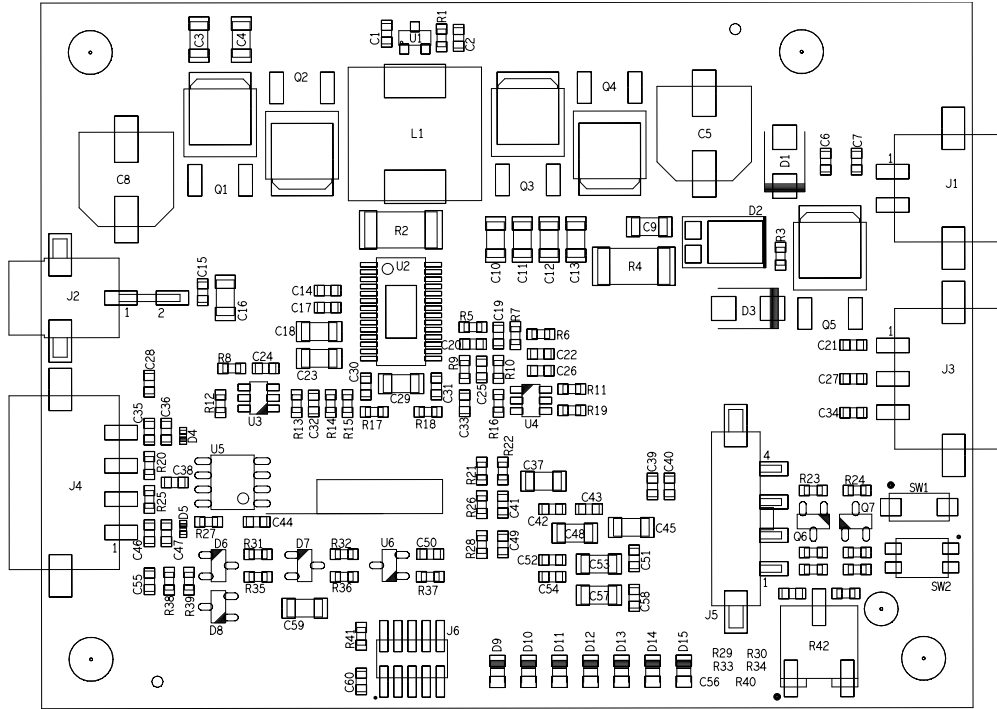 C3
C4
C1
U1
R1
C2
Q2
Q4
L1
C5
C8
D1
C6
C7
1
J1
Q1
Q3
D2
R2
C9
R3
U2
C10
C11
C12
C13
R4
J2
C15
C16
1
2
C14
C17
C18
C23
D3
Q5
R5
C19
R7
R6
C20
C22
C21
1
J3
R9
C25
R10
C26
C27
C28
R8
C24
C30
C29
C31
R12
U3
R13
C32
R14
R15
R17
R18
C33
R16
U4
R11
R19
C34
C35
C36
D4
R20
C38
U5
R22
R21
C37
C39
C40
4
R23
R24
SW1
J4
R25
R26
C41
C42
C43
1
C46
C47
D5
R27
C44
R28
C49
C48
C45
Q6
Q7
D6
R31
D7
R32
U6
C50
C52
C53
C51
C55
R38
R39
R35
R36
R37
C54
C57
C58
1
SW2
D8
C59
J5
R41
J6
R42
C60
D9
D10
D11
D12
D13
D14
D15
R29
R30
R33
R34
C56
R40